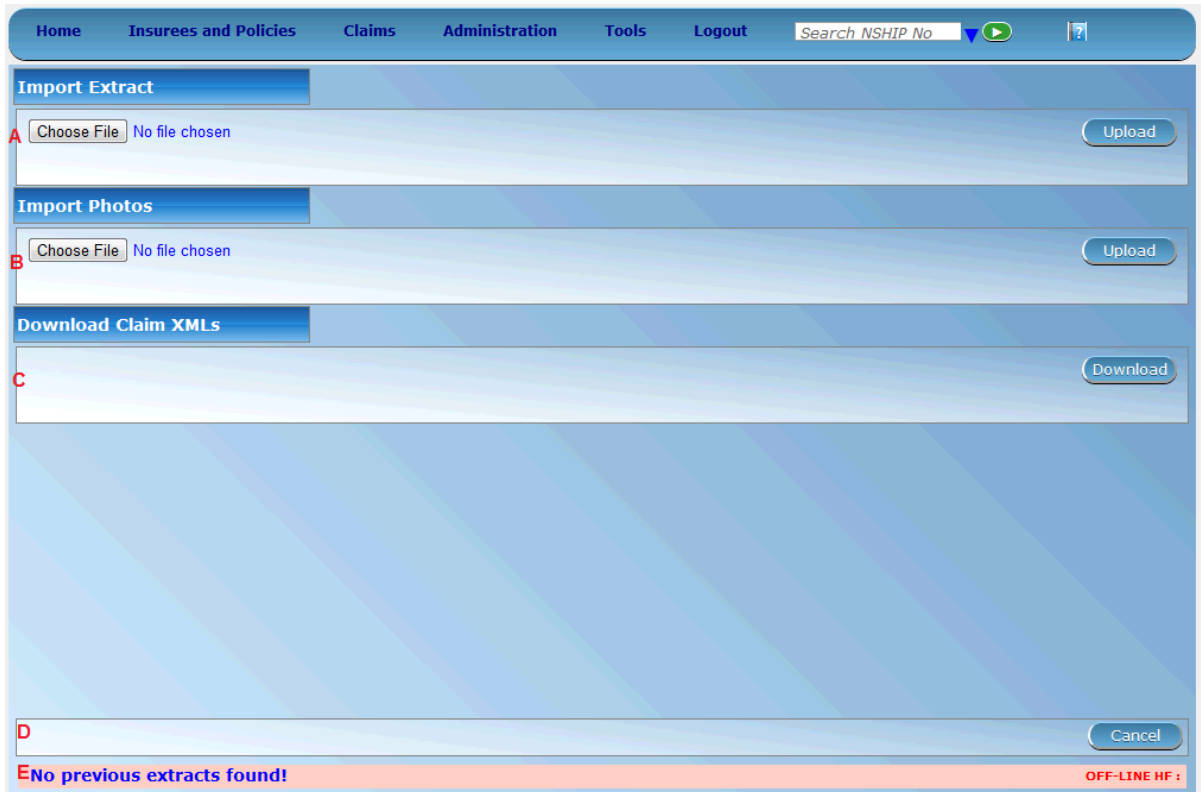 Home Insurees and Policies Claims Administration Tools Logout Search NSHIP No ?
Import Extract
A Choose File No file chosen Upload
Import Photos
B Choose File No file chosen Upload
Download Claim XMLs
C Download
D Cancel
E No previous extracts found! OFF-LINE HF :